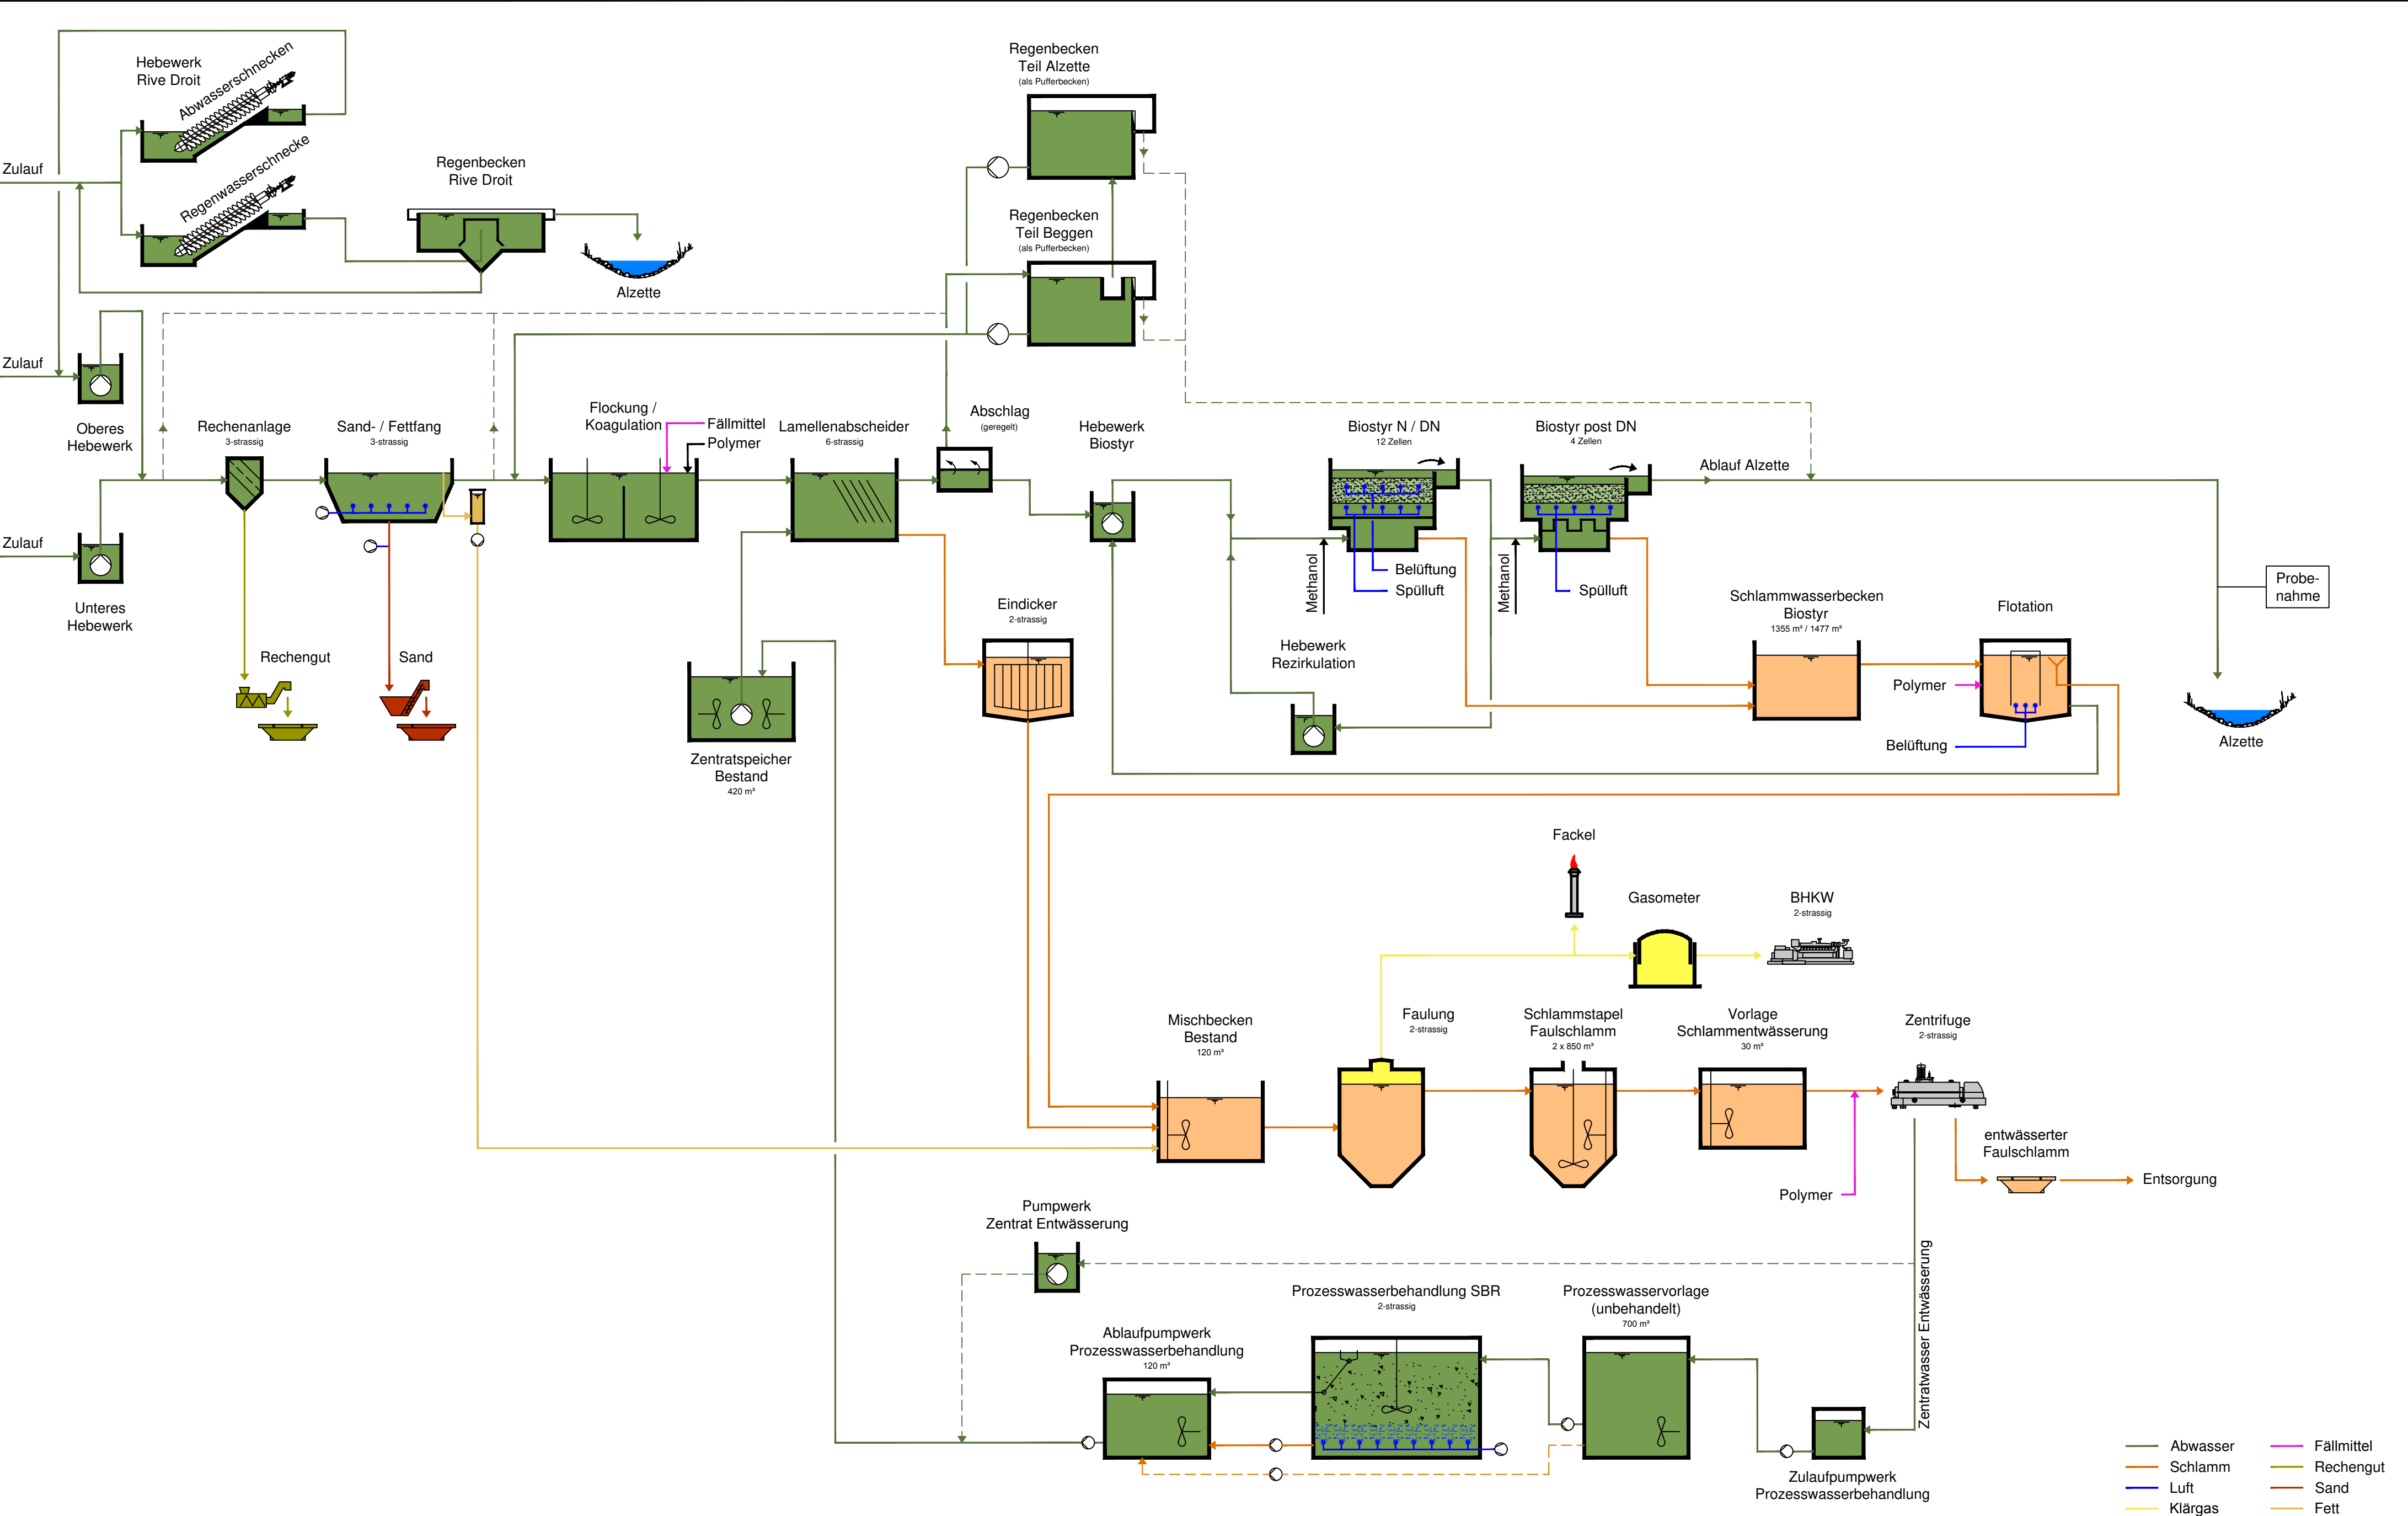 Hebewerk
Rive Droit
Abwasserschnecken
Regenwasserschnecke
Zulauf
Regenbecken
Rive Droit
Alzette
Regenbecken
Teil Alzette
(als Pufferbecken)
Regenbecken
Teil Beggen
(als Pufferbecken)
Zulauf
Oberes
Hebewerk
Zulauf
Unteres
Hebewerk
Rechenanlage
3-strassig
Sand- / Fettfang
3-strassig
Flockung /
Koagulation
Fällmittel
Polymer
Lamellenabscheider
6-strassig
Abschlag
(geregelt)
Hebewerk
Biostyr
Biostyr N / DN
12 Zellen
Biostyr post DN
4 Zellen
Ablauf Alzette
Methanol
Belüftung
Spülluft
Methanol
Spülluft
Probe-
nahme
Rechengut
Sand
Eindicker
2-strassig
Hebewerk
Rezirkulation
Schlammwasserbecken
Biostyr
1355 m³ / 1477 m³
Flotation
Polymer
Belüftung
Alzette
Zentratspeicher
Bestand
420 m³
Fackel
Gasometer
BHKW
2-strassig
Mischbecken
Bestand
120 m³
Faulung
2-strassig
Schlammstapel
Faulschlamm
2 x 850 m³
Vorlage
Schlammentwässerung
30 m³
Zentrifuge
2-strassig
Polymer
entwässerter
Faulschlamm
Entsorgung
Pumpwerk
Zentrat Entwässerung
Zentratwasser Entwässerung
Ablaufpumpwerk
Prozesswasserbehandlung
120 m³
Prozesswasserbehandlung SBR
2-strassig
Prozesswasservorlage
(unbehandelt)
700 m³
Zulaufpumpwerk
Prozesswasserbehandlung
Abwasser
Schlamm
Luft
Klärgas
Fällmittel
Rechengut
Sand
Fett